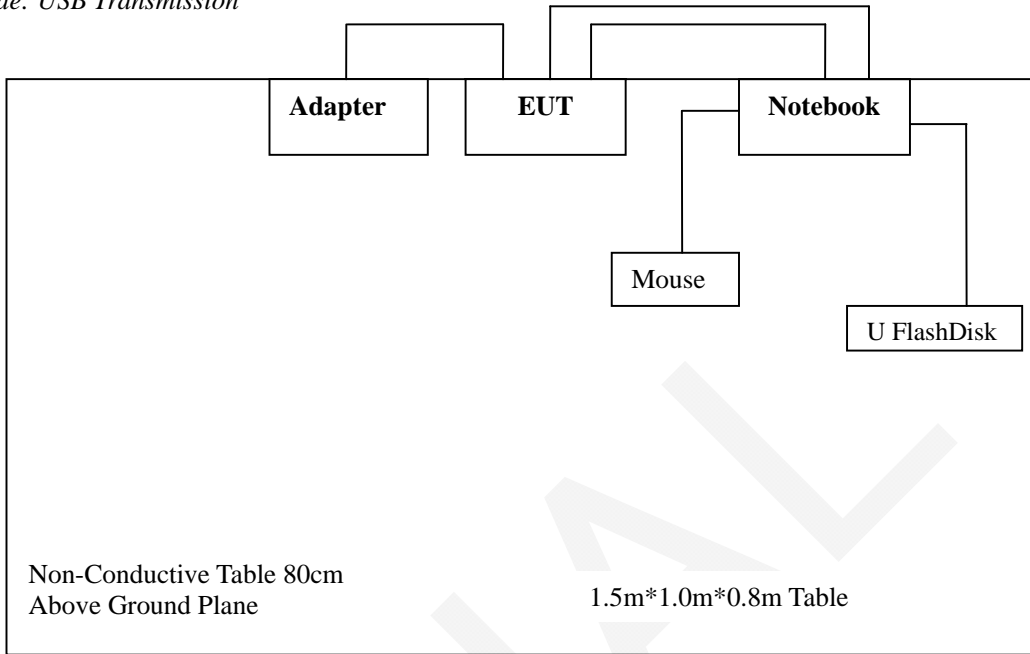 USB Transmission
Adapter EUT Notebook
Mouse
U FlashDisk
Non-Conductive Table 80cm
Above Ground Plane
1.5m*1.0m*0.8m Table